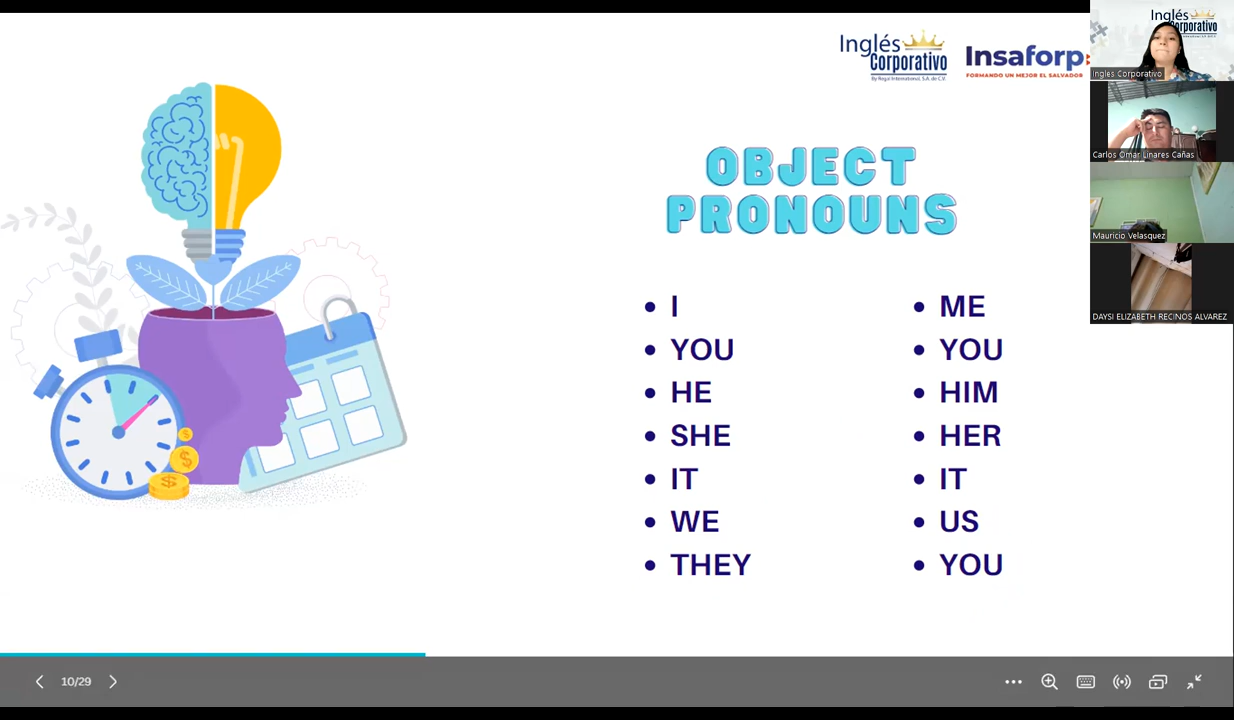 Inglés
Corporativo
By Regal International, S.A. de C.V.
Insaforp
FORMANDO UN MEJOR EL SALVADOR
OBJECT
PRONOUNS
I
YOU
HE
SHE
IT
WE
THEY
ME
YOU
HIM
HER
IT
US
YOU
Inglés
Corporativo
Ingles Corporativo
Carlos Omar Linares Cañas
Mauricio Velasquez
DAYSI ELIZABETH RECINOS ALVAREZ
10/29